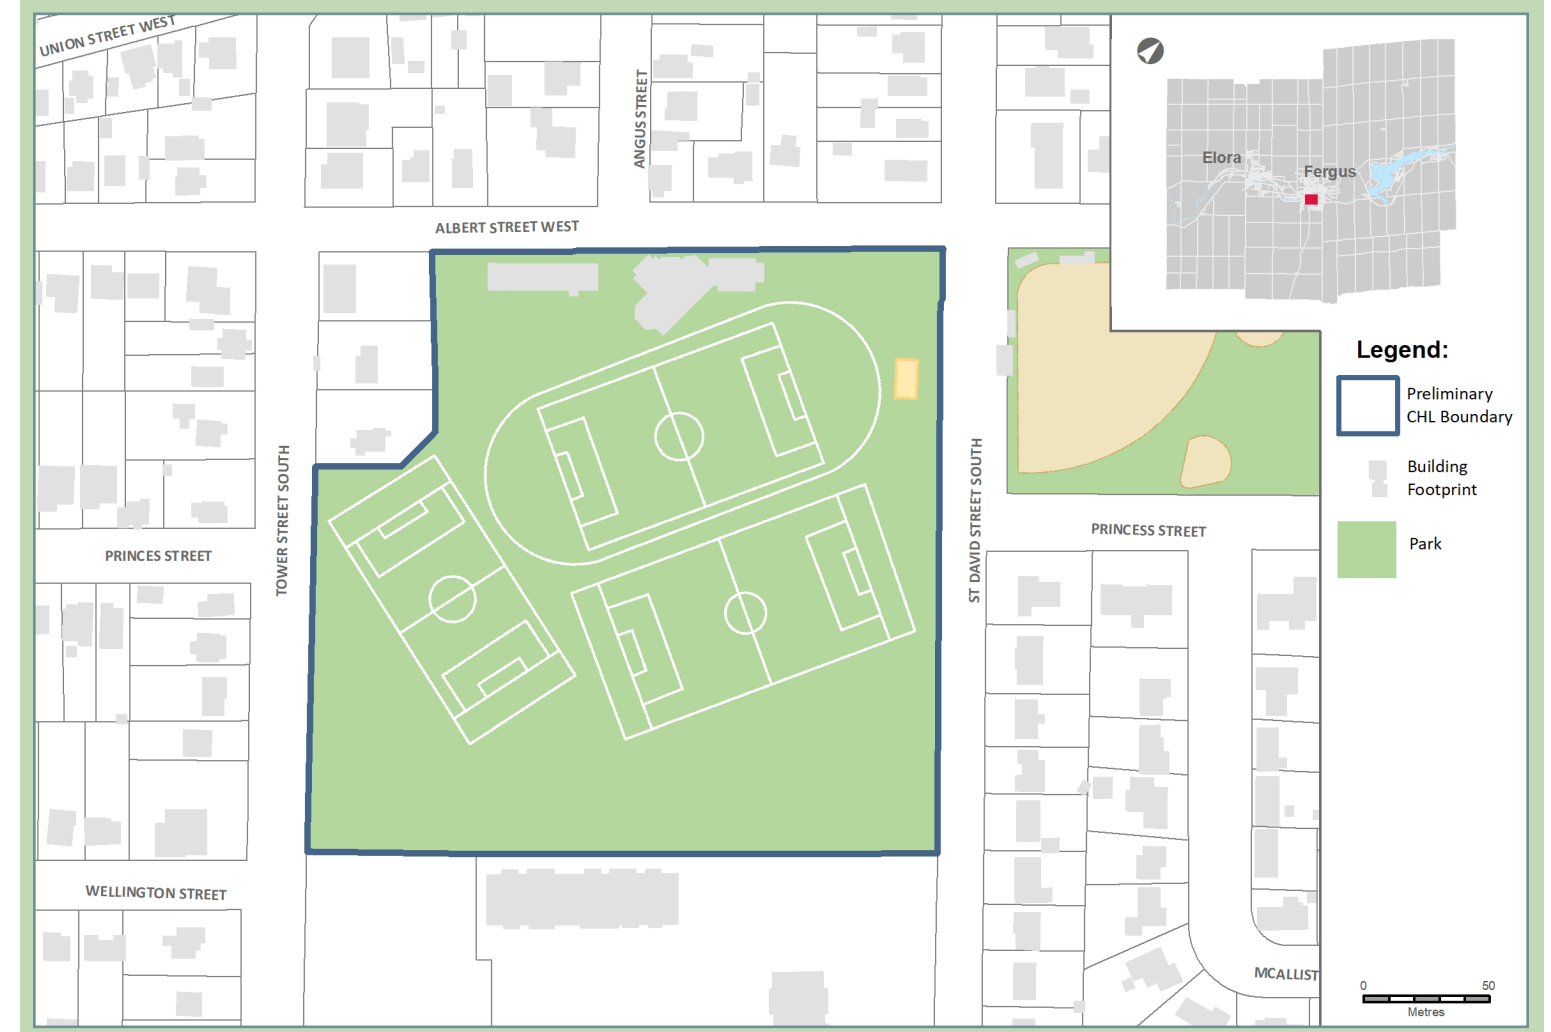 UNION STREET WEST
ANGUS STREET
ALBERT STREET WEST
Elora
Fergus
Legend:
Preliminary
CHL Boundary
Building
Footprint
Park
TOWER STREET SOUTH
ST DAVID STREET SOUTH
PRINCES STREET
PRINCESS STREET
WELLINGTON STREET
MCALLIST
0 50
Metres